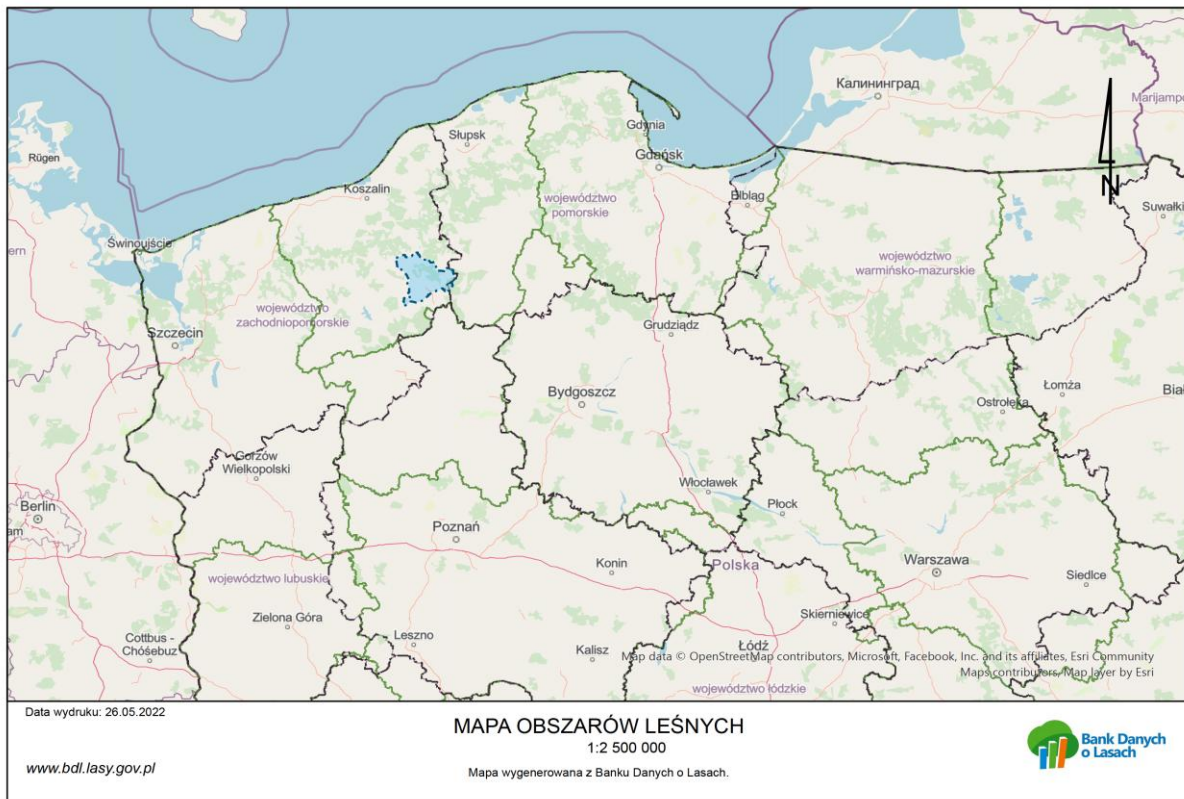 Калининград
Marijampo
Rügen
Słupsk
Gdynia
Gdańsk
Koszalin
województwo
pomorskie
Elbląg
N
Suwałki
ern
Świnoujście
województwo
warmińsko-mazurskie
województwo
zachodniopomorskie
Szczecin
Grudziądz
Bydgoszcz
Łomża
Biał
Ostrołęka
Gorzów
Wielkopolski
Włocławek
Płock
Berlin
am
Poznań
Konin
Polska
Warszawa
Siedlce
województwo lubuskie
Zielona Góra
Skierniewice
Cottbus -
Chóśebuz
Leszno
Kalisz
Łódź
Map data © OpenStreetMap contributors, Microsoft, Facebook, Inc. and its affiliates, Esri Community
Maps contributors, Map layer by Esri
województwo łódzkie
Data wydruku: 26.05.2022
MAPA OBSZARÓW LEŚNYCH
1:2 500 000
www.bdl.lasy.gov.pl
Mapa wygenerowana z Banku Danych o Lasach.
Bank Danych
o Lasach